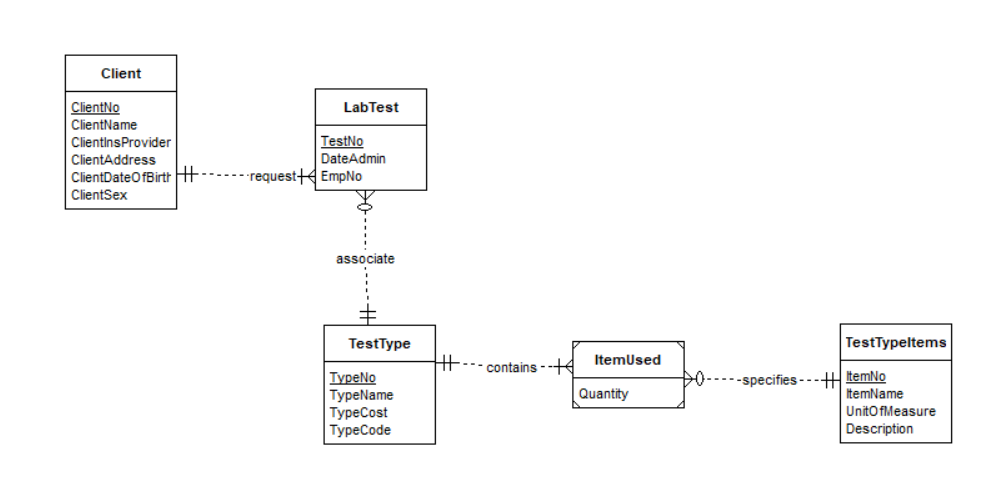 Client
ClientNo
ClientName
ClientInsProvider
ClientAddress
ClientDateOfBirth
ClientSex
request
LabTest
TestNo
DateAdmin
EmpNo
associate
TestType
TypeNo
TypeName
TypeCost
TypeCode
contains
ItemUsed
Quantity
specifies
TestTypeItems
ItemNo
ItemName
UnitOfMeasure
Description